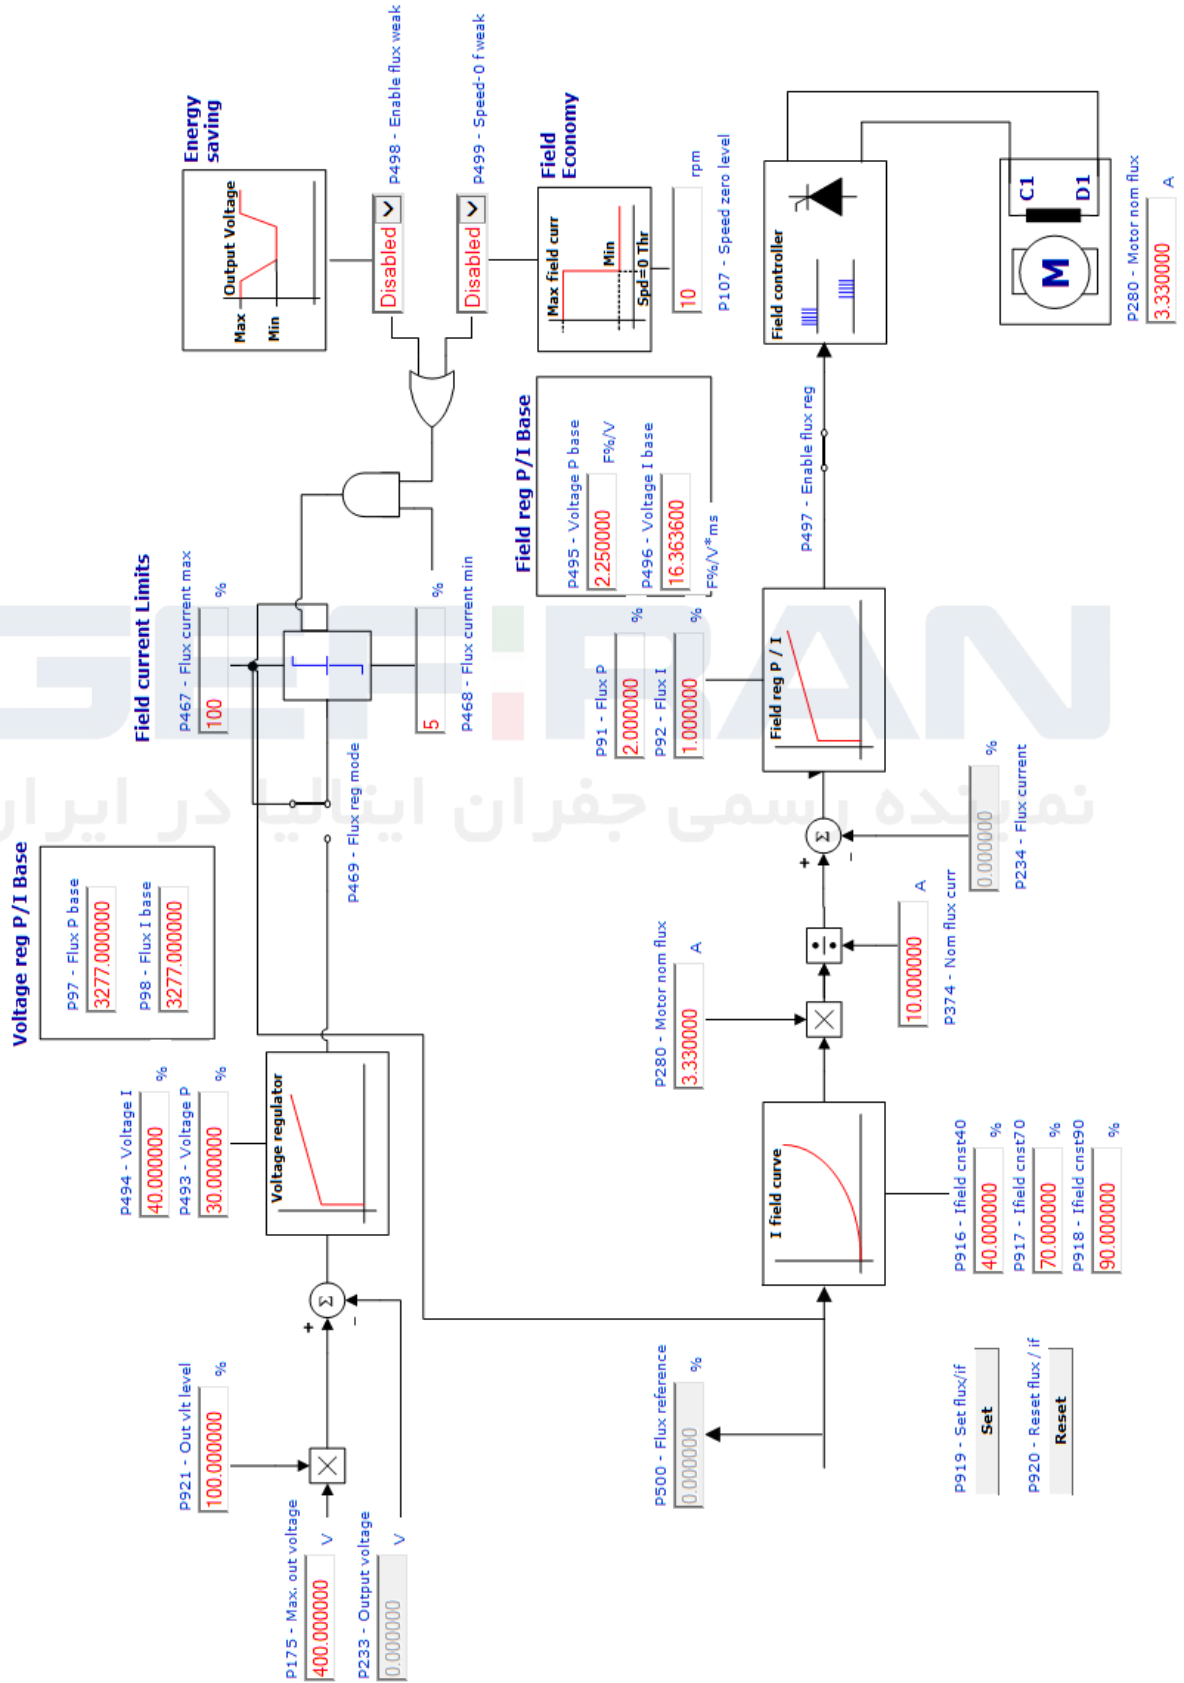 Voltage reg P/I Base
P97 - Flux P base
3277.000000
P98 - Flux I base
3277.000000
P494 - Voltage I
40.000000 %
P493 - Voltage P
30.000000 %
Voltage regulator
P921 - Out vlt level
100.000000 %
P175 - Max. out voltage
400.000000 V
P233 - Output voltage
0.000000 V
Σ
+
-
P469 - Flux reg mode
Field current Limits
P467 - Flux current max
100 %
5 %
P468 - Flux current min
Energy
saving
Output Voltage
Max
Min
P498 - Enable flux weak
Disabled
P499 - Speed-0 f weak
Disabled
Field
Economy
Max field curr
Min
Spd=0 Thr
10 rpm
P107 - Speed zero level
Field reg P/I Base
P495 - Voltage P base
2.250000 F%/V
P496 - Voltage I base
16.363600
F%/V*ms
P500 - Flux reference
0.000000 %
I field curve
P916 - Ifield cnst40
40.000000 %
P917 - Ifield cnst70
70.000000 %
P918 - Ifield cnst90
90.000000 %
P919 - Set flux/if
Set
P920 - Reset flux / if
Reset
P280 - Motor nom flux
3.330000 A
10.000000 A
P374 - Nom flux curr
Σ
+
-
0.000000 %
P234 - Flux current
P91 - Flux P
2.000000 %
P92 - Flux I
1.000000 %
Field reg P / I
P497 - Enable flux reg
Field controller
M
C1
D1
P280 - Motor nom flux
3.330000 A
GEFRAN
نماینده رسمی جفران ایتالیا در ایران